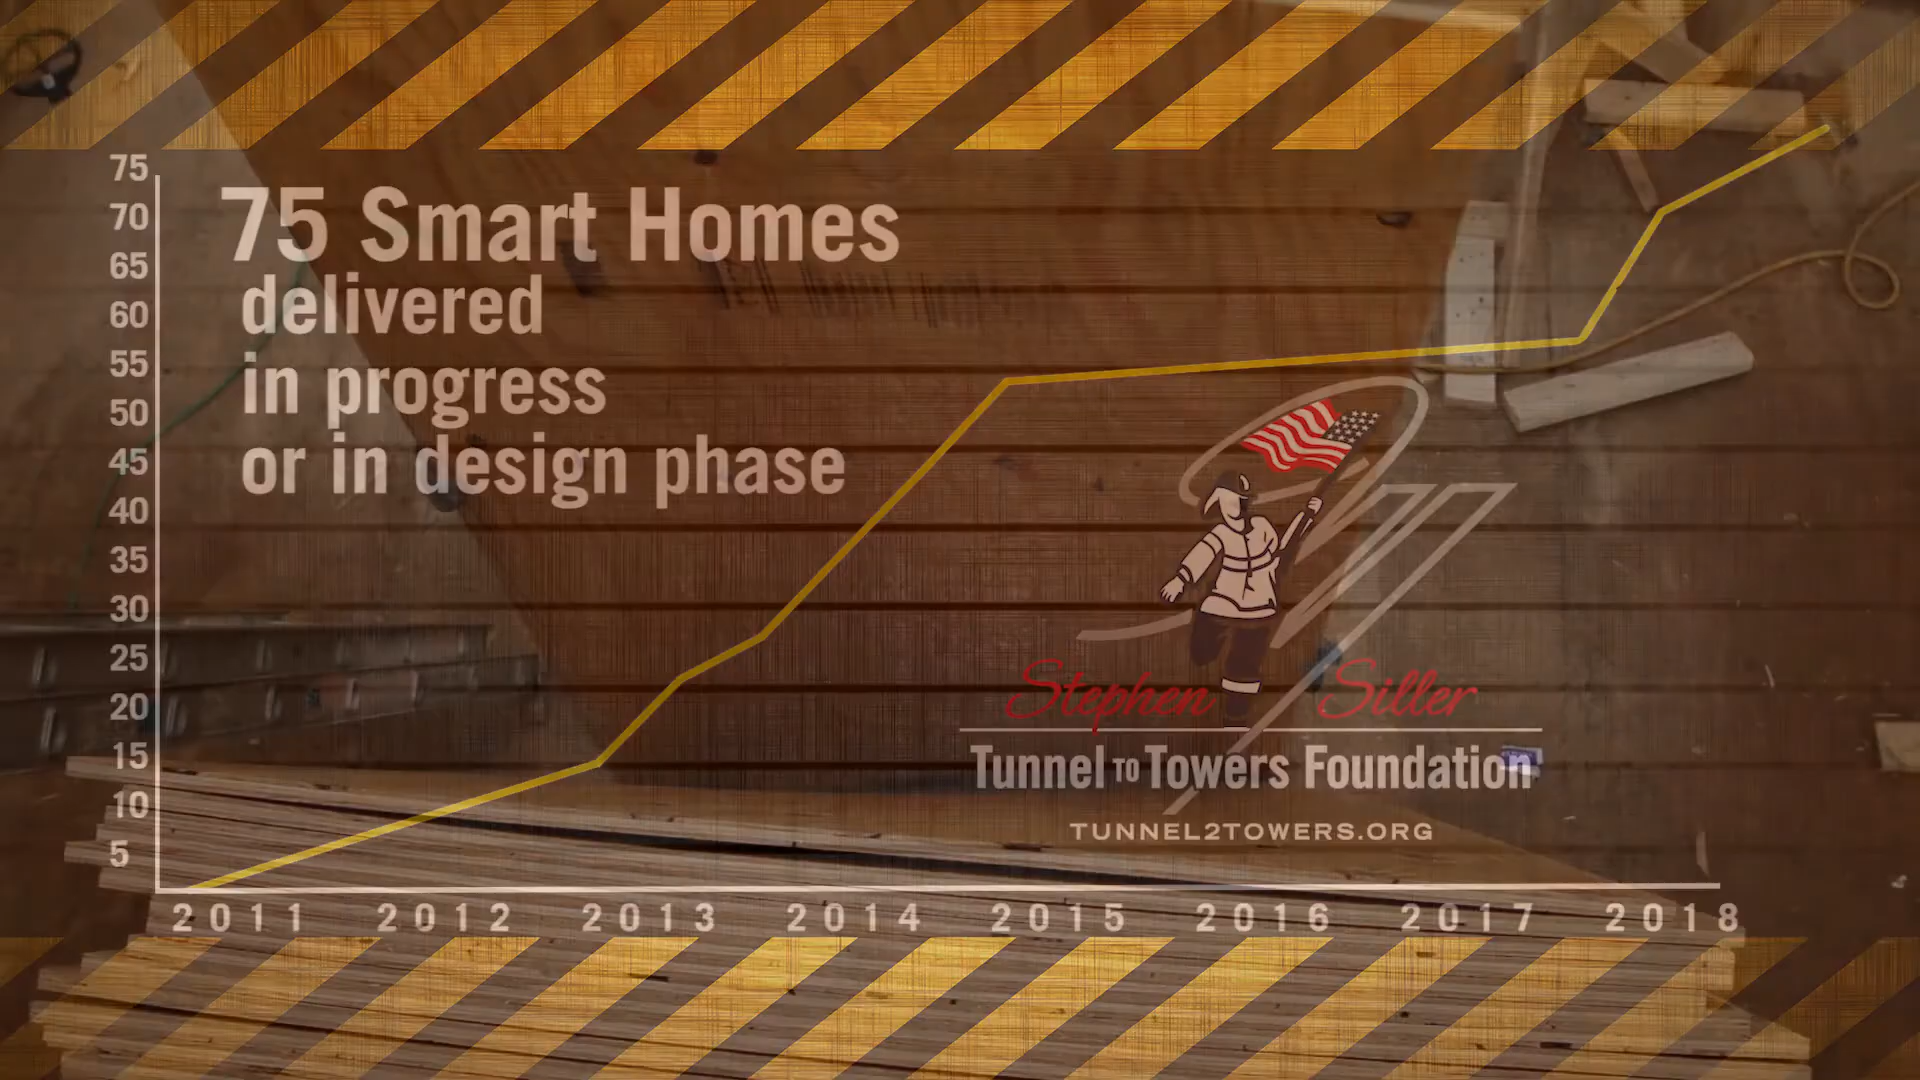 75 Smart Homes
delivered
in progress
or in design phase
75
70
65
60
55
50
45
40
35
30
25
20
15
10
5
Stephen Siller
Tunnel TO Towers Foundation
TUNNEL2TOWERS.ORG
2011 2012 2013 2014 2015 2016 2017 2018